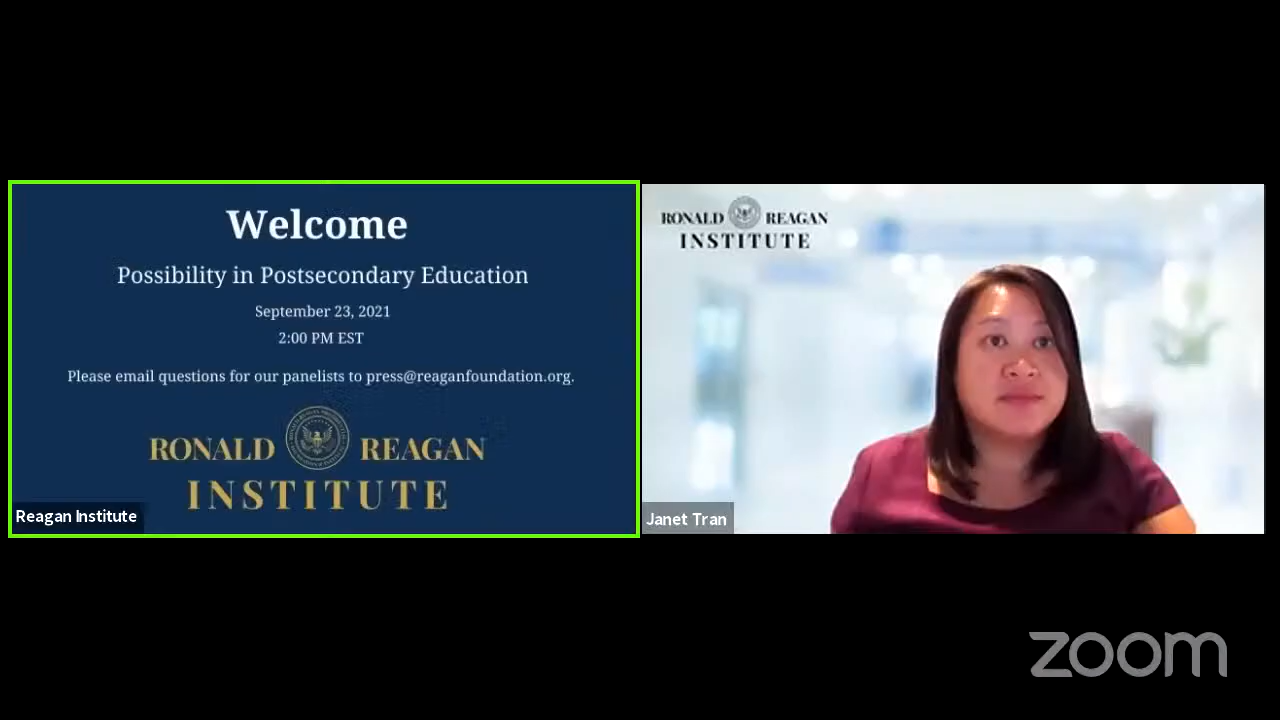 Welcome
Possibility in Postsecondary Education
September 23, 2021
2:00 PM EST
Please email questions for our panelists to press@reaganfoundation.org.
RONALD REAGAN
INSTITUTE
Reagan Institute
RONALD REAGAN
INSTITUTE
Janet Tran
zoom